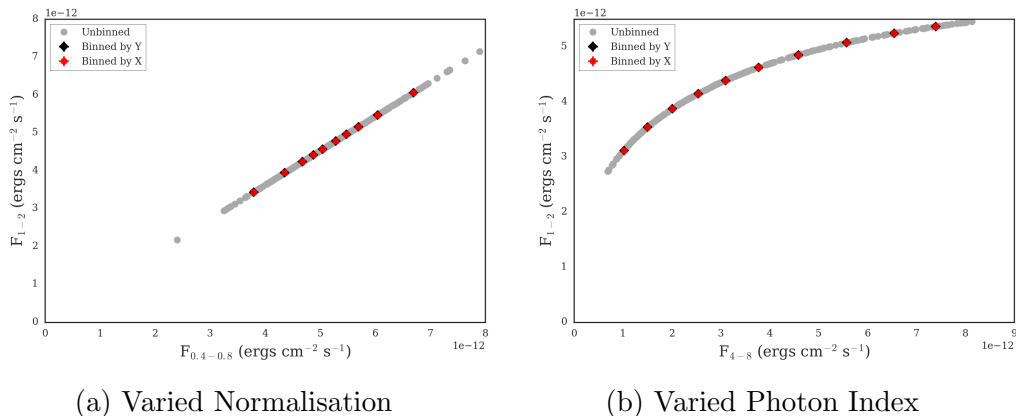 1e−12
8
7
6
5
4
3
2
1
0
F₁₋₂ (ergs cm⁻² s⁻¹)
Unbinned
Binned by Y
Binned by X
0 1 2 3 4 5 6 7 8
1e−12
F₀.₄₋₀.₈ (ergs cm⁻² s⁻¹)
(a) Varied Normalisation
1e−12
5
4
3
2
1
0
F₁₋₂ (ergs cm⁻² s⁻¹)
Unbinned
Binned by Y
Binned by X
0 1 2 3 4 5 6 7 8 9
1e−12
F₄₋₈ (ergs cm⁻² s⁻¹)
(b) Varied Photon Index